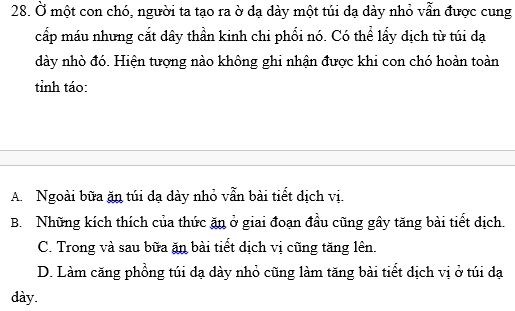 28. Ở một con chó, người ta tạo ra ờ dạ dày một túi dạ dày nhỏ vẫn được cung
cấp máu nhưng cắt dây thần kinh chi phối nó. Có thể lấy dịch từ túi dạ
dày nhỏ đó. Hiện tượng nào không ghi nhận được khi con chó hoàn toàn
tỉnh táo:
A. Ngoài bữa ăn túi dạ dày nhỏ vẫn bài tiết dịch vị.
B. Những kích thích của thức ăn ở giai đoạn đầu cũng gây tăng bài tiết dịch.
C. Trong và sau bữa ăn bài tiết dịch vị cũng tăng lên.
D. Làm căng phồng túi dạ dày nhỏ cũng làm tăng bài tiết dịch vị ở túi dạ
dày.